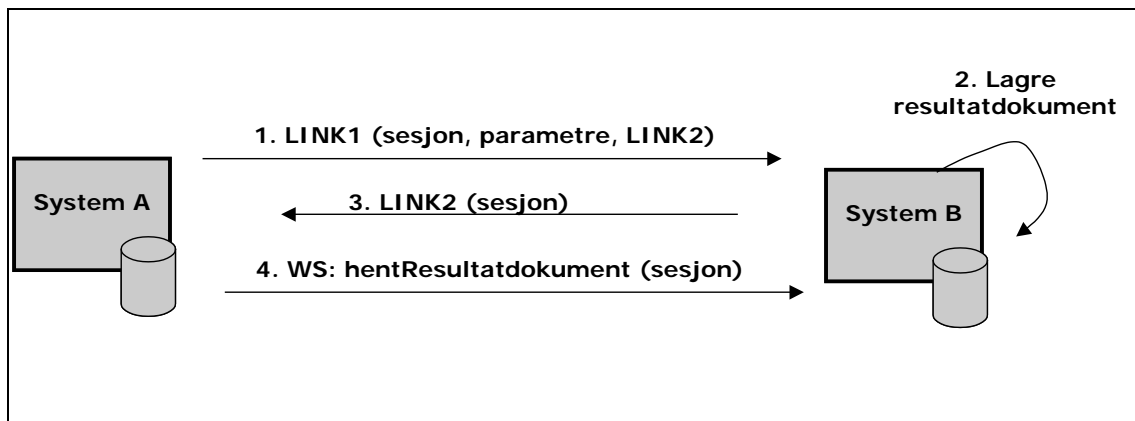 2. Lagre
resultatdokument
1. LINK1 (sesjon, parametre, LINK2)
System A
3. LINK2 (sesjon)
System B
4. WS: hentResultatdokument (sesjon)